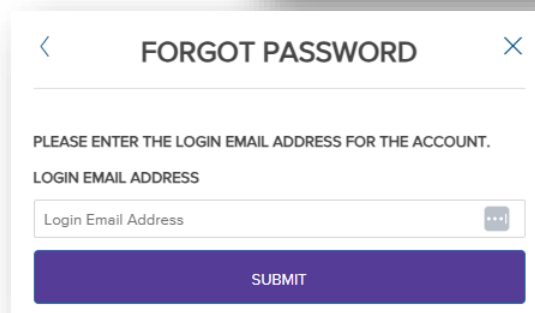 FORGOT PASSWORD
PLEASE ENTER THE LOGIN EMAIL ADDRESS FOR THE ACCOUNT.
LOGIN EMAIL ADDRESS
Login Email Address
SUBMIT